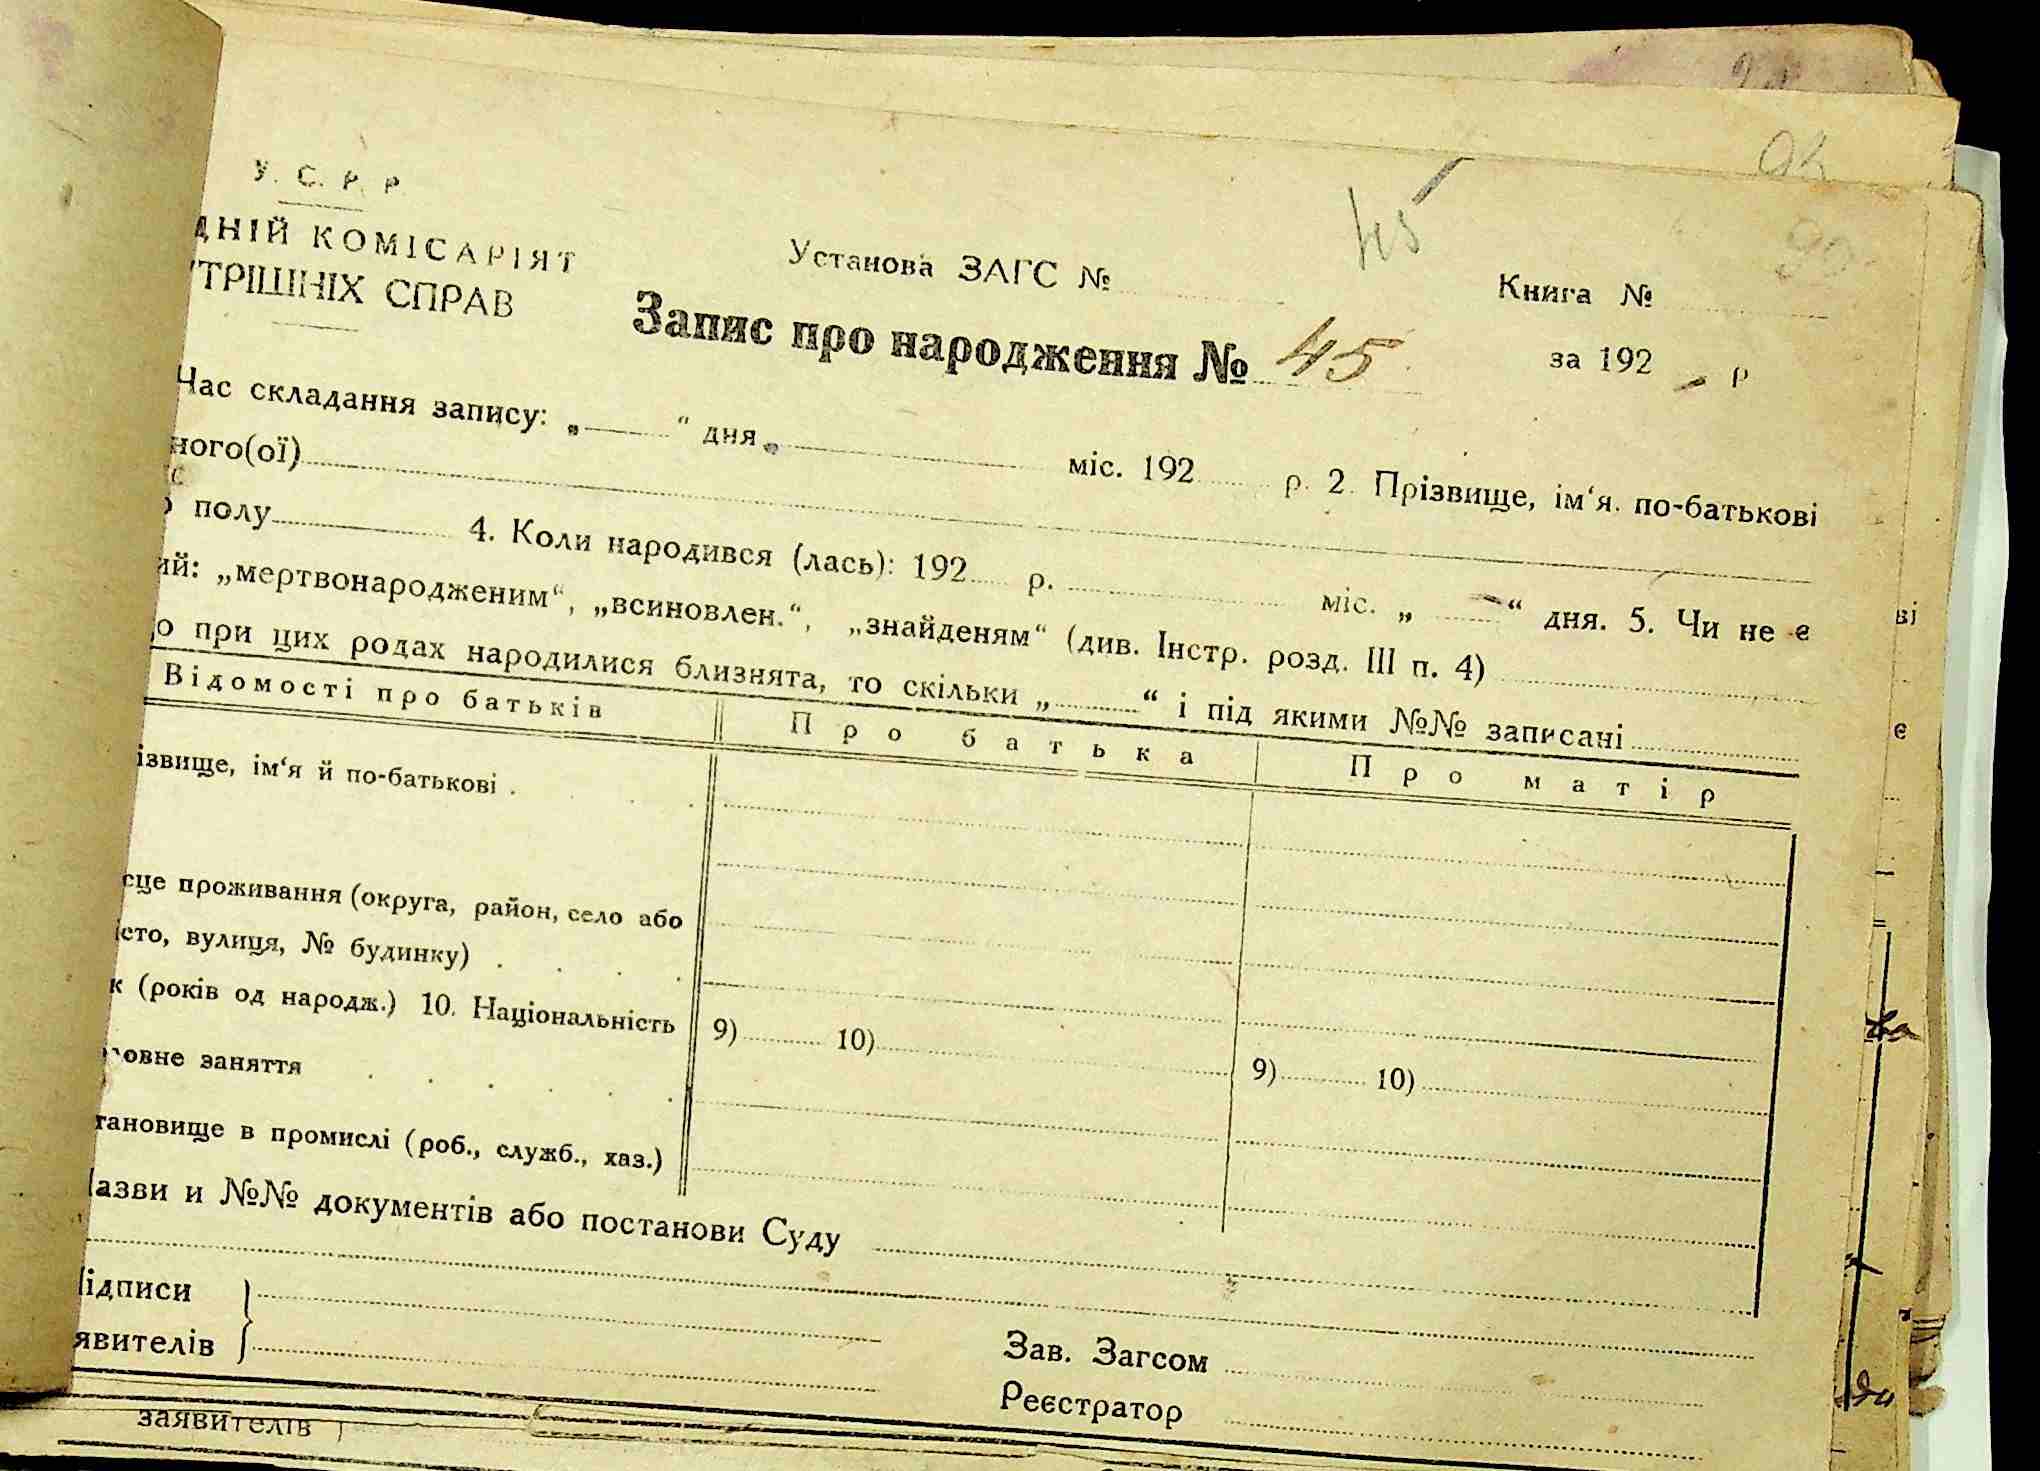 У. С. Р. Р
ДНІЙ КОМІСАРІЯТ
ТРІШНІХ СПРАВ
45
90
Установа ЗАГС №
Книга №
Запис про народження № 45
за 192 р
Час складання запису: „ “ дня „ міс. 192 р. 2. Прізвище, ім‘я. по-батькові
ного(ої)
полу 4. Коли народився (лась): 192 р. міс. „ “ дня. 5. Чи не є
ий: „мертвонародженим“, „всиновлен.“, „знайденям“ (див. Інстр. розд. III п. 4)
о при цих родах народилися близнята, то скільки „ “ і під якими №№ записані
Відомості про батьків
Про батька
Про матір
ізвище, ім‘я й по-батькові .
сце проживання (округа, район, село або
істо, вулиця, № будинку)
к (років од народж.) 10. Національність
9) 10)
9) 10)
овне заняття
тановище в промислі (роб., служб., хаз.)
азви и №№ документів або постанови Суду
ідписи
явителів
Зав. Загсом
Реєстратор
заявителів
ві
є